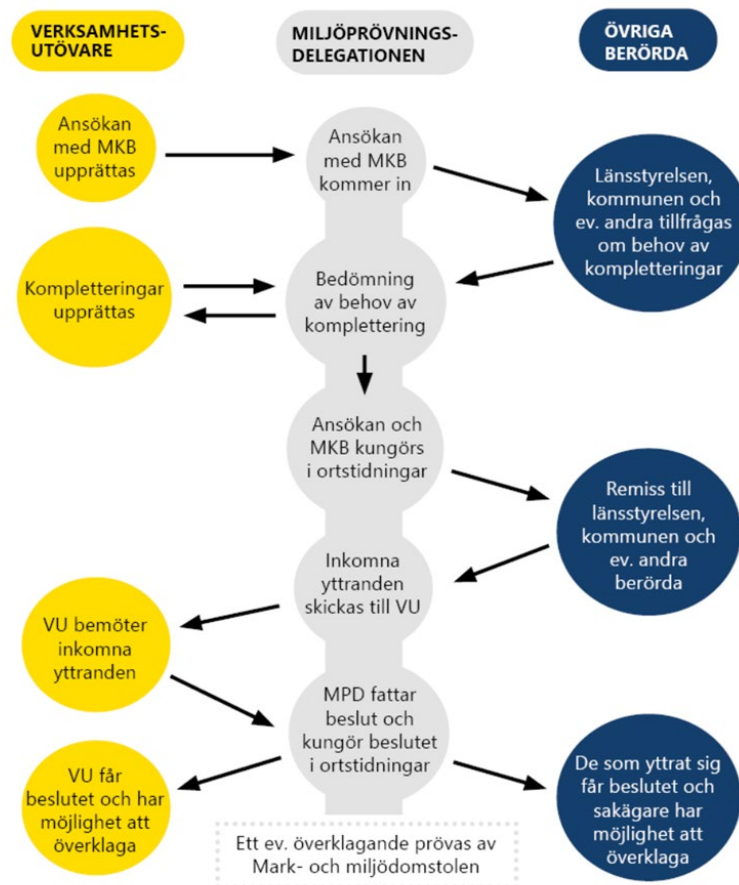 VERKSAMHETS-
UTÖVARE
MILJÖPRÖVNINGS-
DELEGATIONEN
ÖVRIGA
BERÖRDA
Ansökan
med MKB
upprättas
Ansökan
med MKB
kommer in
Länsstyrelsen,
kommunen och
ev. andra tillfrågas
om behov av
kompletteringar
Kompletteringar
upprättas
Bedömning
av behov av
komplettering
Ansökan och
MKB kungörs
i ortstidningar
Remiss till
länsstyrelsen,
kommunen och
ev. andra
berörda
Inkomna
yttranden
skickas till VU
VU bemöter
inkomna
yttranden
MPD fattar
beslut och
kungör beslutet
i ortstidningar
VU får
beslutet och har
möjlighet att
överklaga
De som yttrat sig
får beslutet och
sakägare har
möjlighet att
överklaga
Ett ev. överklagande prövas av
Mark- och miljödomstolen